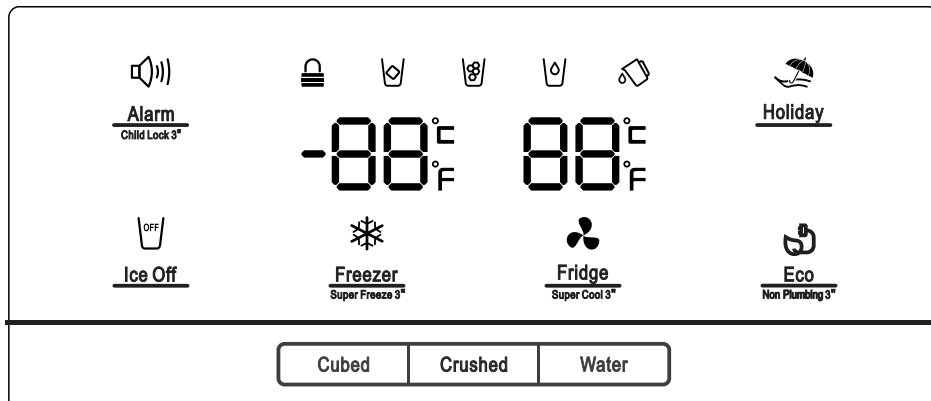 Alarm
Child Lock 3"
Holiday
-88°C °F
88°C °F
OFF
Ice Off
Freezer
Super Freeze 3"
Fridge
Super Cool 3"
Eco
Non Plumbing 3"
Cubed
Crushed
Water